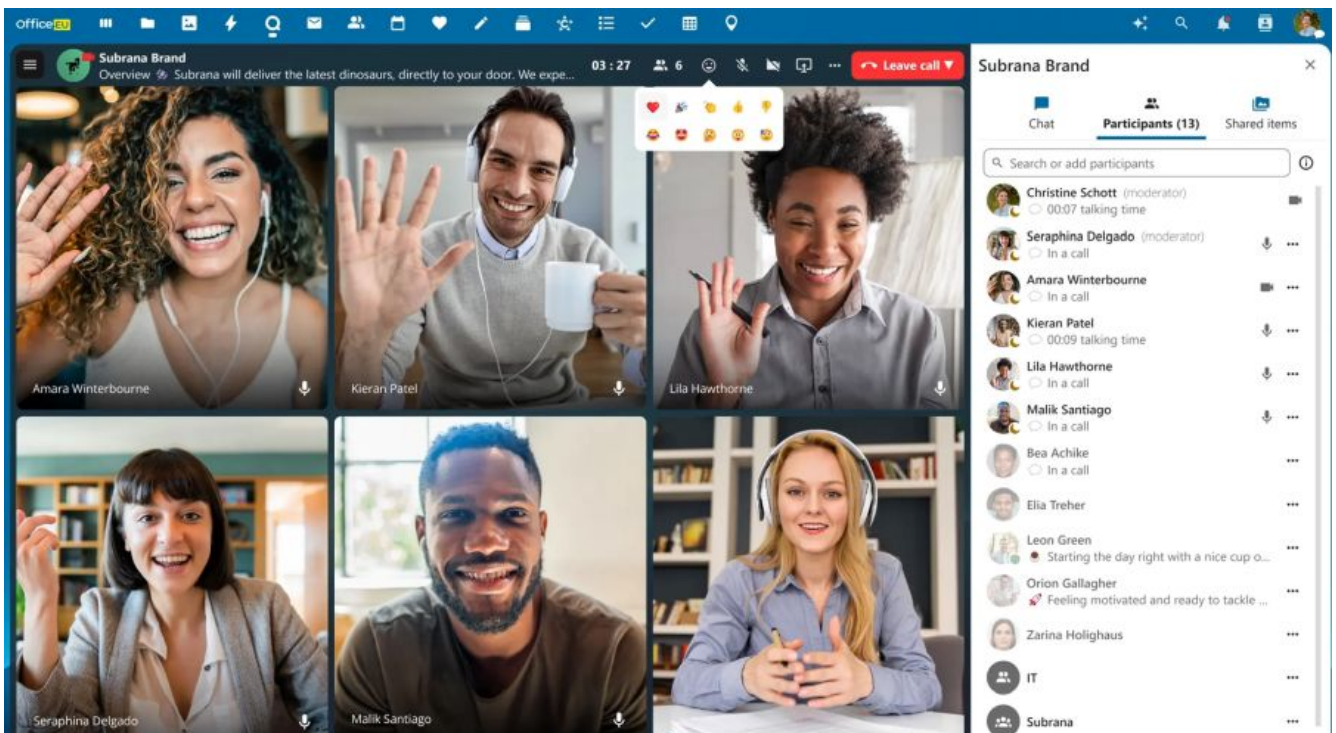 OfficeEU
Subrana Brand
Overview Subrana will deliver the latest dinosaurs, directly to your door. We expe...
03 : 27
6
Leave call
Amara Winterbourne
Kieran Patel
Lila Hawthorne
Seraphina Delgado
Malik Santiago
Subrana Brand
Chat
Participants (13)
Shared items
Search or add participants
Christine Schott (moderator)
00:07 talking time
Seraphina Delgado (moderator)
In a call
Amara Winterbourne
In a call
Kieran Patel
00:09 talking time
Lila Hawthorne
In a call
Malik Santiago
In a call
Bea Achike
In a call
Elia Treher
Leon Green
Starting the day right with a nice cup o...
Orion Gallagher
Feeling motivated and ready to tackle ...
Zarina Holighaus
IT
Subrana